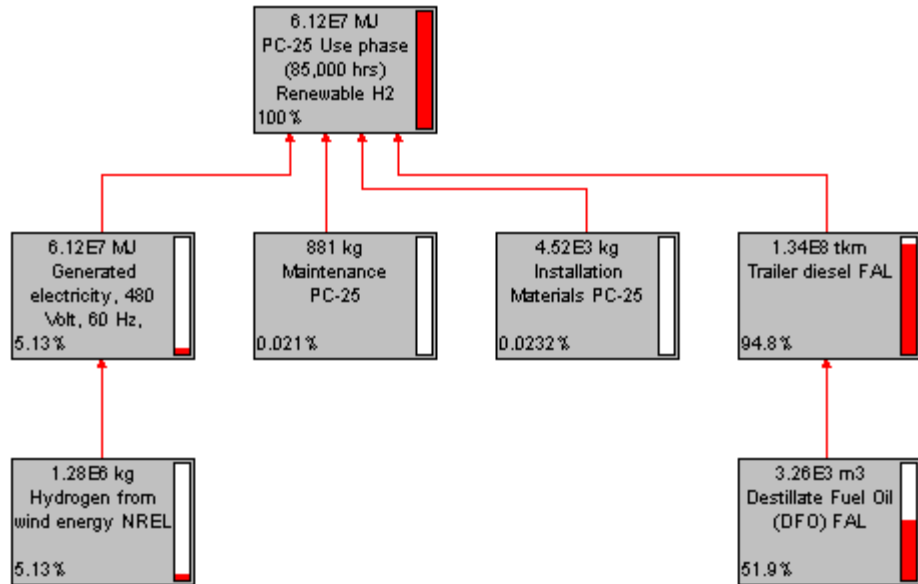 6.12E7 MJ
PC-25 Use phase
(85,000 hrs)
Renewable H2
100%
6.12E7 MJ
Generated
electricity, 480
Volt, 60 Hz,
5.13%
881 kg
Maintenance
PC-25
0.021%
4.52E3 kg
Installation
Materials PC-25
0.0232%
1.34E8 tkm
Trailer diesel FAL
94.8%
1.28E6 kg
Hydrogen from
wind energy NREL
5.13%
3.26E3 m3
Destillate Fuel Oil
(DFO) FAL
51.9%